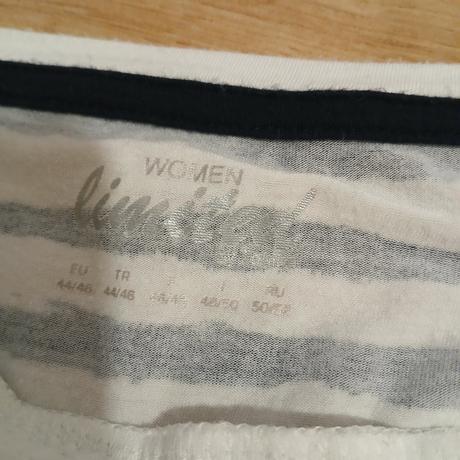 WOMEN
limited
EU TR F I RU
44/46 44/46 46/48 48/50 50/52